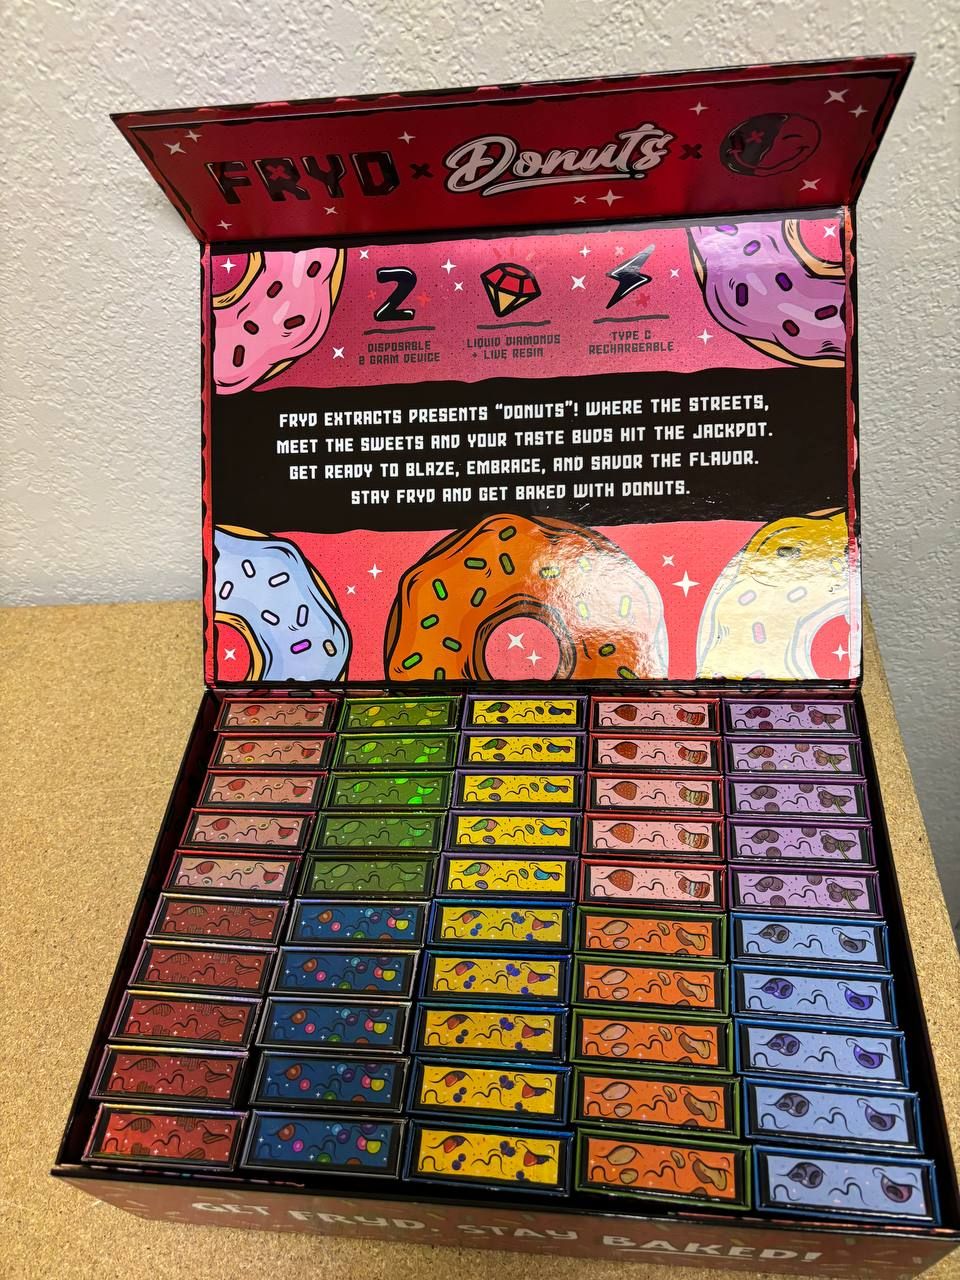 FRYD × Donuts ×
2
DISPOSABLE
8 GRAM DEVICE
LIQUID DIAMONDS
+ LIVE RESIN
TYPE C
RECHARGEABLE
FRYD EXTRACTS PRESENTS “DONUTS”! WHERE THE STREETS,
MEET THE SWEETS AND YOUR TASTE BUDS HIT THE JACKPOT.
GET READY TO BLAZE, EMBRACE, AND SAVOR THE FLAVOR.
STAY FRYD AND GET BAKED WITH DONUTS.
GET FRYD. STAY BAKED!